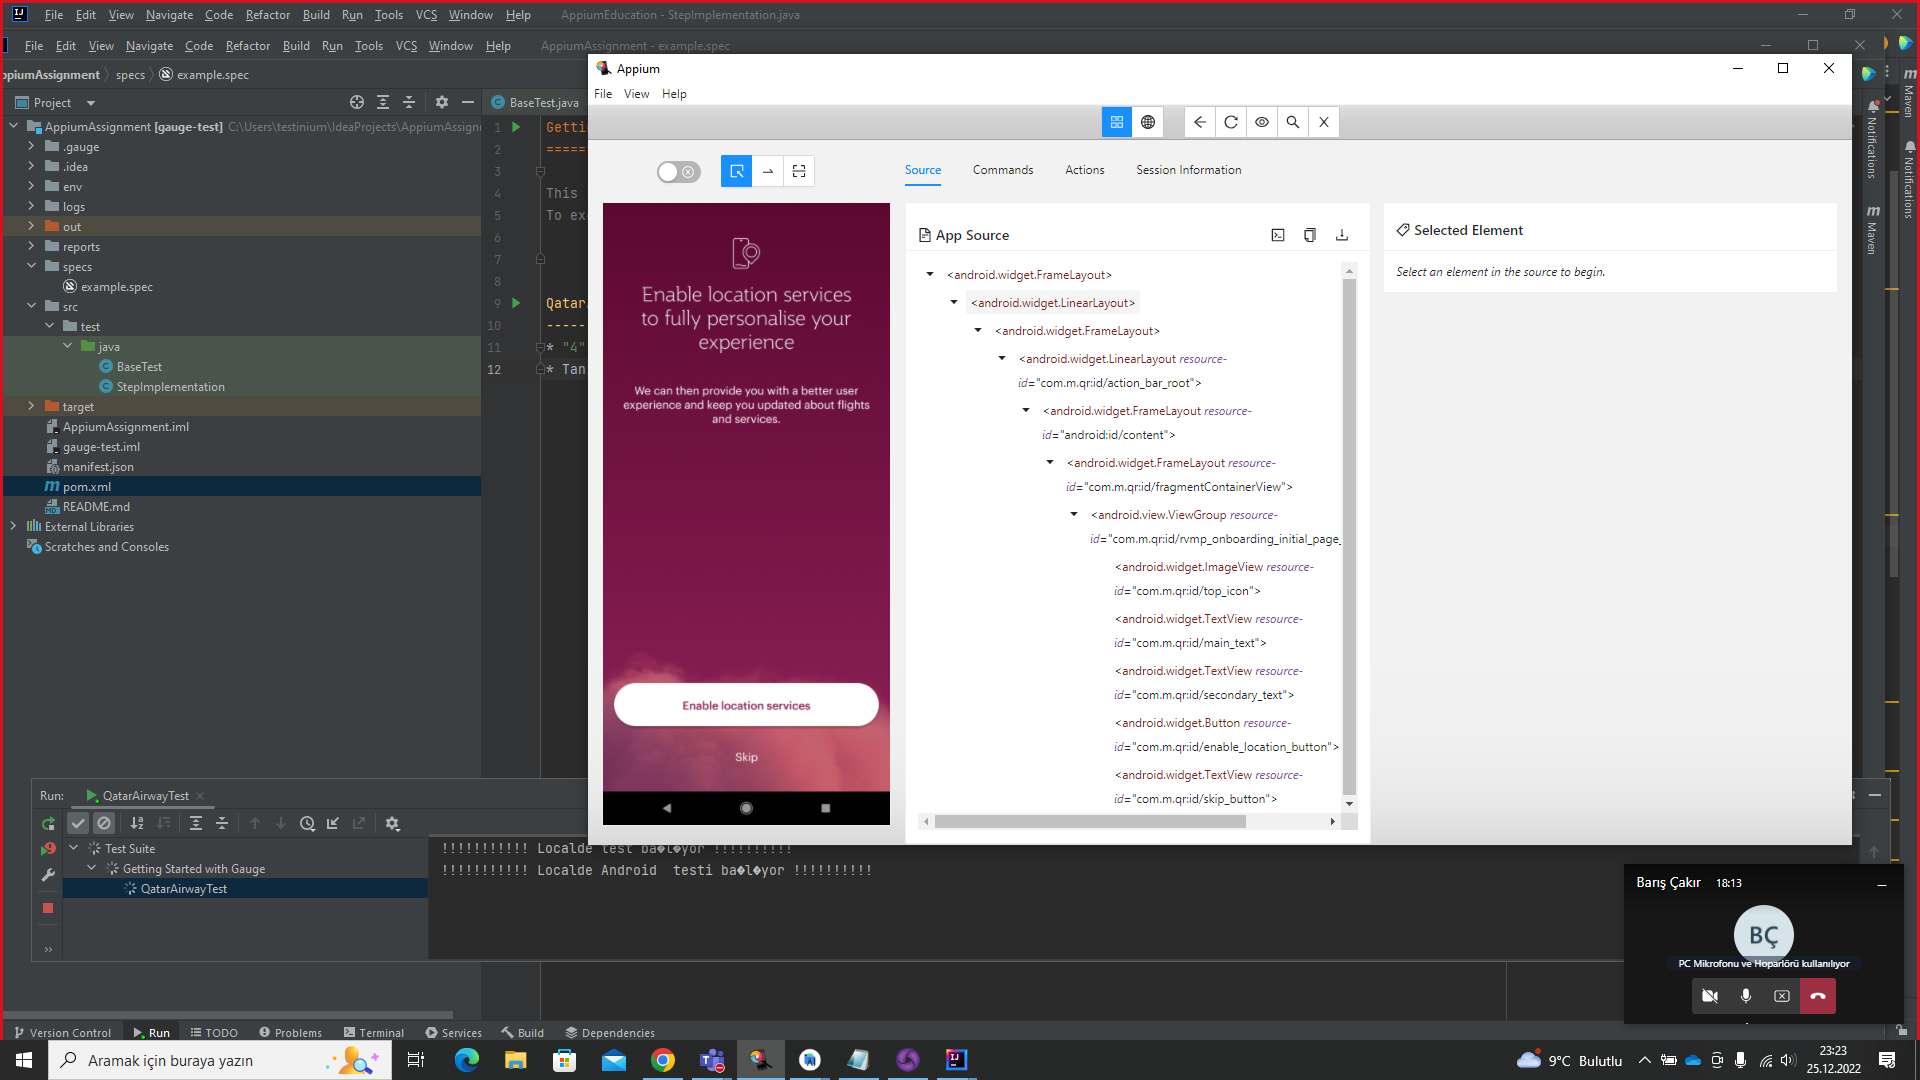 File Edit View Navigate Code Refactor Build Run Tools VCS Window Help AppiumEducation - StepImplementation.java
File Edit View Navigate Code Refactor Build Run Tools VCS Window Help AppiumAssignment - example.spec
ppiumAssignment specs example.spec
Project
BaseTest.java
AppiumAssignment [gauge-test] C:\Users\testinium\IdeaProjects\AppiumAssign
.gauge
.idea
env
logs
out
reports
specs
example.spec
src
test
java
BaseTest
StepImplementation
target
AppiumAssignment.iml
gauge-test.iml
manifest.json
pom.xml
README.md
External Libraries
Scratches and Consoles
1 Getti
2 =====
3
4 This
5 To exe
6
7
8
9 Qatar
10 -----
11 * "4"
12 * Tan
Appium
File View Help
Source Commands Actions Session Information
Enable location services
to fully personalise your
experience
We can then provide you with a better user
experience and keep you updated about flights
and services.
Enable location services
Skip
App Source
<android.widget.FrameLayout>
<android.widget.LinearLayout>
<android.widget.FrameLayout>
<android.widget.LinearLayout resource-
id="com.m.qr:id/action_bar_root">
<android.widget.FrameLayout resource-
id="android:id/content">
<android.widget.FrameLayout resource-
id="com.m.qr:id/fragmentContainerView">
<android.view.ViewGroup resource-
id="com.m.qr:id/rvmp_onboarding_initial_page_
<android.widget.ImageView resource-
id="com.m.qr:id/top_icon">
<android.widget.TextView resource-
id="com.m.qr:id/main_text">
<android.widget.TextView resource-
id="com.m.qr:id/secondary_text">
<android.widget.Button resource-
id="com.m.qr:id/enable_location_button">
<android.widget.TextView resource-
id="com.m.qr:id/skip_button">
Selected Element
Select an element in the source to begin.
Maven
Notifications
Notifications
Maven
Run: QatarAirwayTest
Test Suite
Getting Started with Gauge
QatarAirwayTest
!!!!!!!!!!! Localde test ba�l�yor !!!!!!!!!!
!!!!!!!!!!! Localde Android testi ba�l�yor !!!!!!!!!!
Barış Çakır 18:13
BÇ
PC Mikrofonu ve Hoparlörü kullanılıyor
Version Control Run TODO Problems Terminal Services Build Dependencies
Aramak için buraya yazın
9°C Bulutlu
23:23
25.12.2022